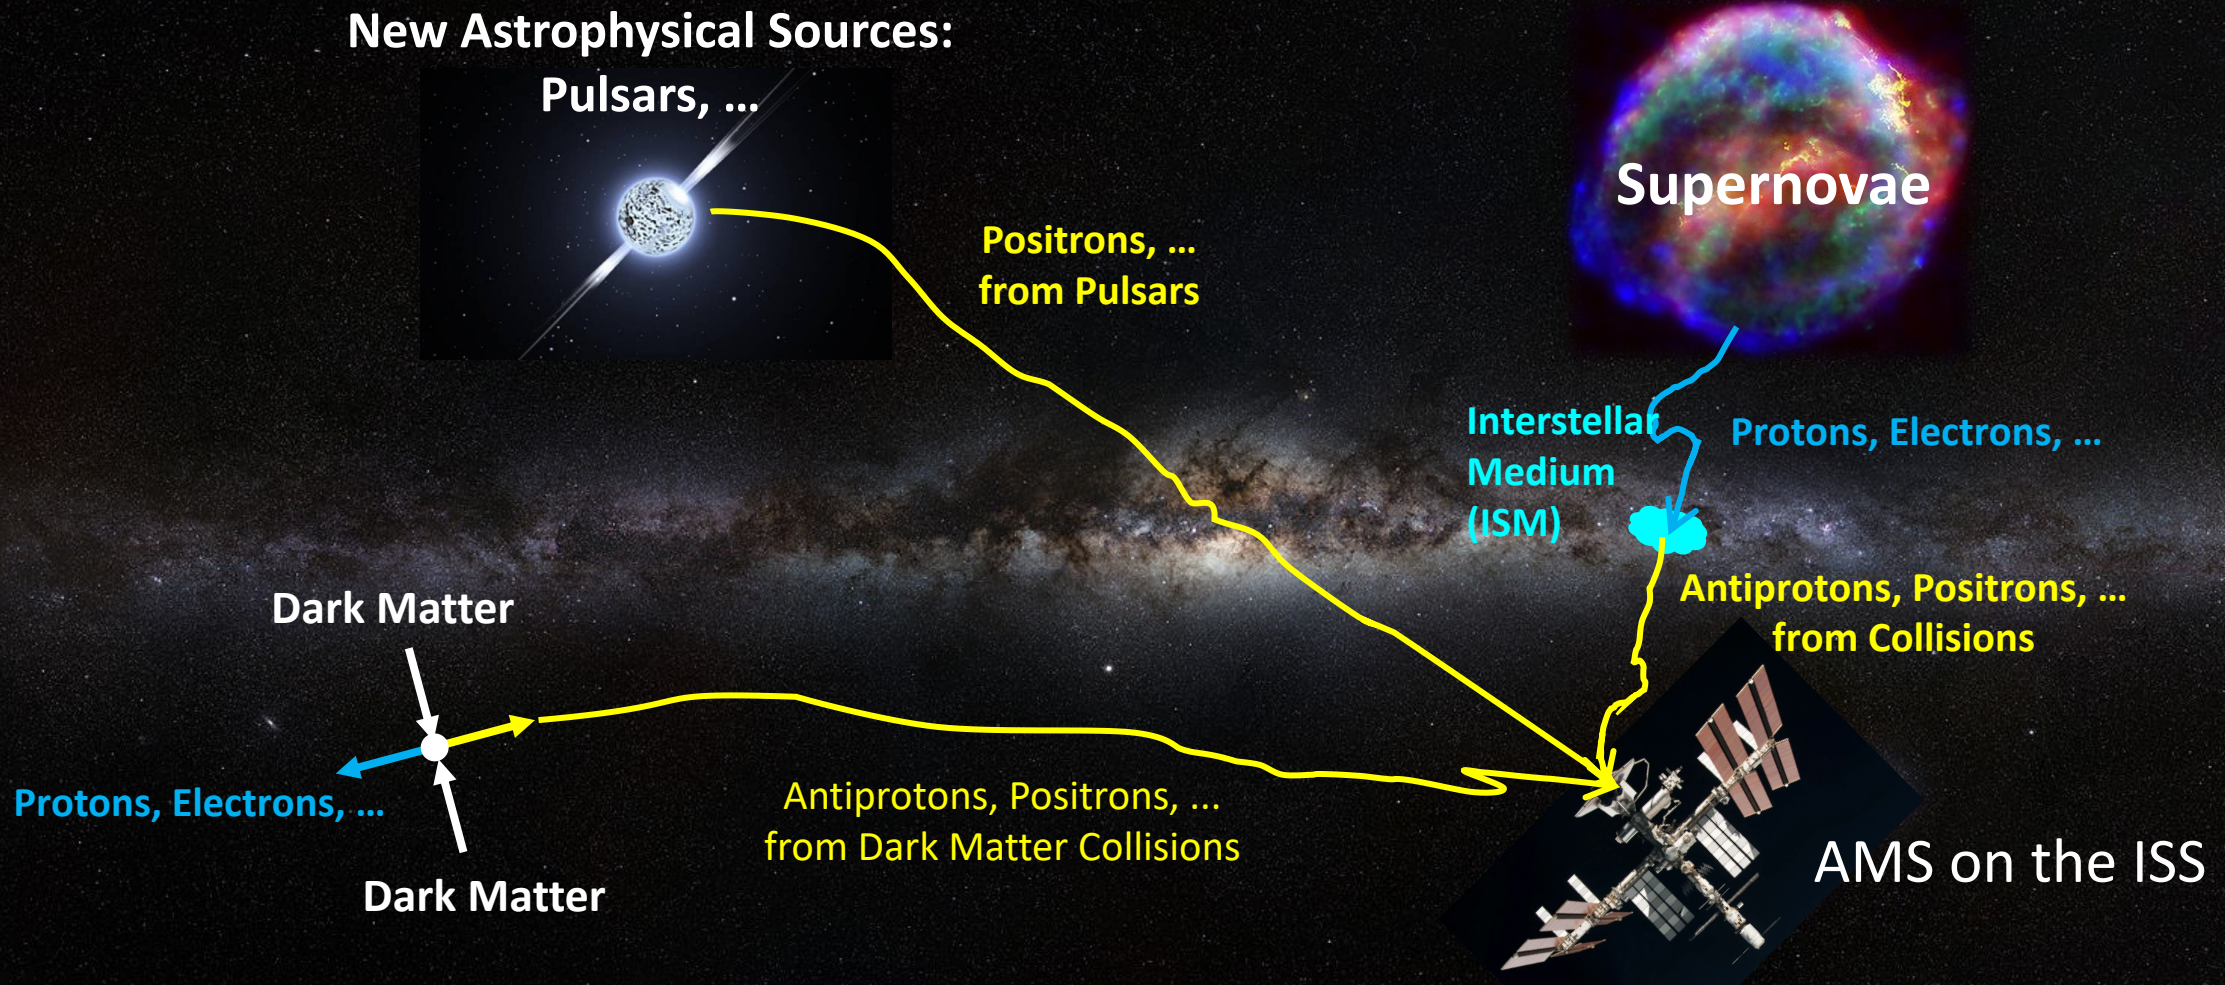 New Astrophysical Sources:
Pulsars, ...
Supernovae
Positrons, ...
from Pulsars
Interstellar
Medium
(ISM)
Protons, Electrons, ...
Antiprotons, Positrons, ...
from Collisions
Dark Matter
Protons, Electrons, ...
Dark Matter
Antiprotons, Positrons, ...
from Dark Matter Collisions
AMS on the ISS